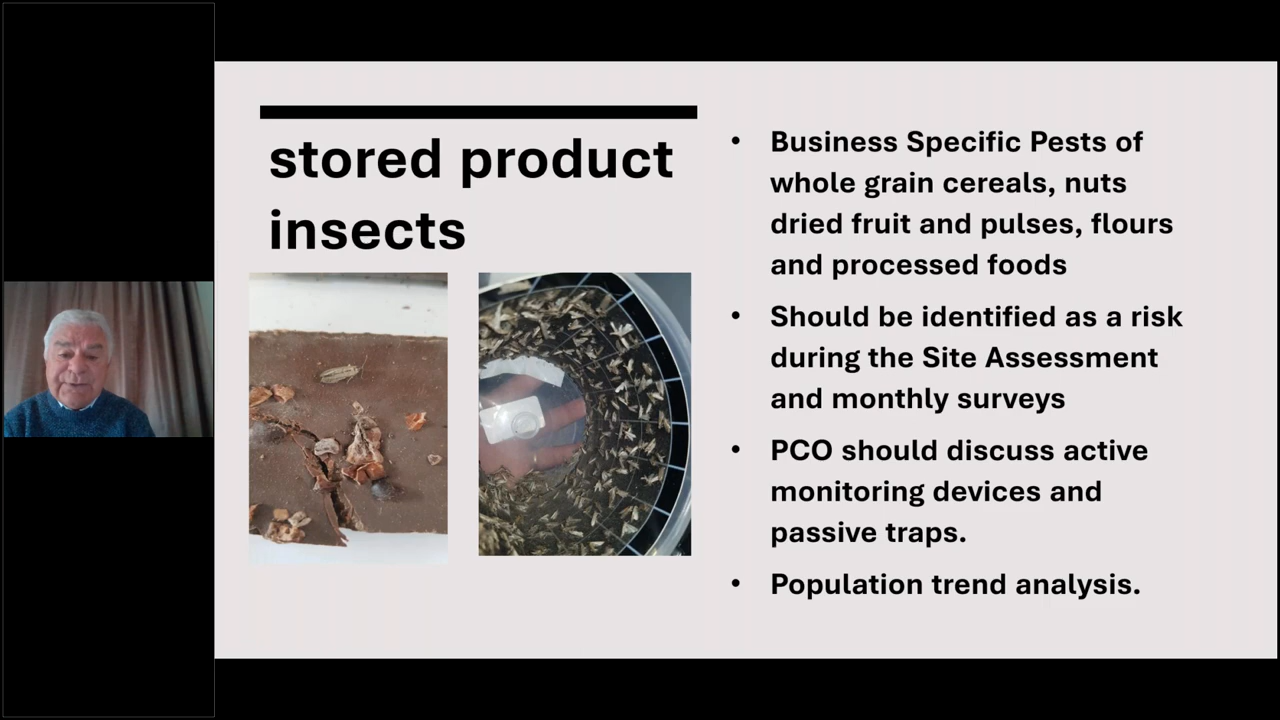 stored product
insects
• Business Specific Pests of
whole grain cereals, nuts
dried fruit and pulses, flours
and processed foods
• Should be identified as a risk
during the Site Assessment
and monthly surveys
• PCO should discuss active
monitoring devices and
passive traps.
• Population trend analysis.